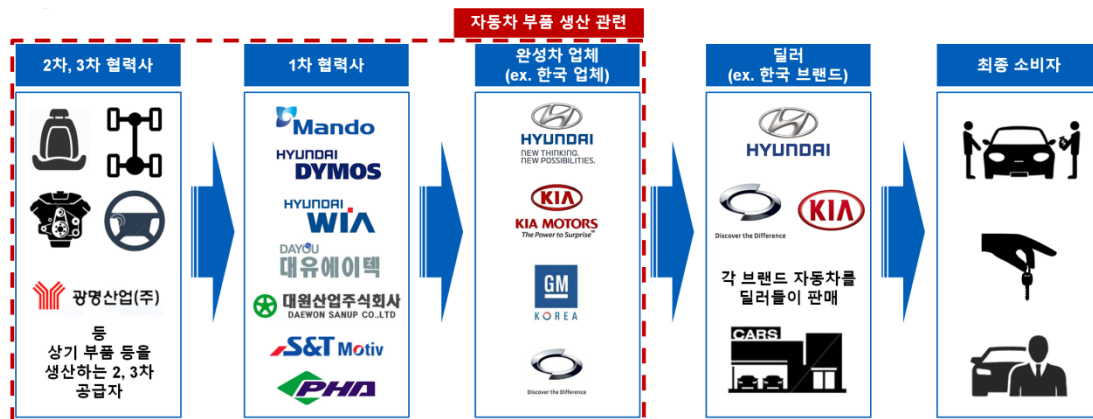 자동차 부품 생산 관련
2차, 3차 협력사
광명산업(주)
등
상기 부품 등을
생산하는 2, 3차
공급자
1차 협력사
Mando
HYUNDAI
DYMOS
HYUNDAI
WIA
DAYOU
대유에이텍
대원산업주식회사
DAEWON SANUP CO.,LTD
S&T Motiv
PHA
완성차 업체
(ex. 한국 업체)
HYUNDAI
NEW THINKING.
NEW POSSIBILITIES.
KIA
KIA MOTORS
The Power to Surprise™
GM
KOREA
Discover the Difference
딜러
(ex. 한국 브랜드)
HYUNDAI
Discover the Difference
KIA
각 브랜드 자동차를
딜러들이 판매
CARS
최종 소비자